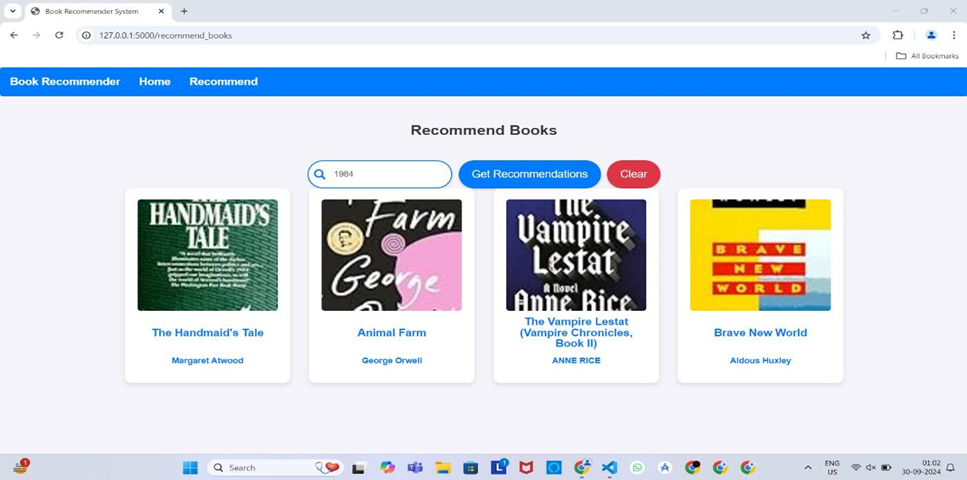 Book Recommender System
127.0.0.1:5000/recommend_books
All Bookmarks
Book Recommender Home Recommend
Recommend Books
1984 Get Recommendations Clear
HANDMAID'S
TALE
The Handmaid's Tale
Margaret Atwood
Farm
George
Animal Farm
George Orwell
The
Vampire
Lestat
A Novel
Anne Rice
The Vampire Lestat
(Vampire Chronicles,
Book II)
ANNE RICE
BRAVE
NEW
WORLD
Brave New World
Aldous Huxley
1
Search
ENG
US
01:02
30-09-2024